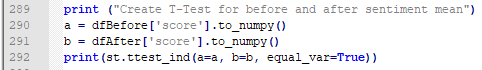 289 print ("Create T-Test for before and after sentiment mean")
290 a = dfBefore['score'].to_numpy()
291 b = dfAfter['score'].to_numpy()
292 print(st.ttest_ind(a=a, b=b, equal_var=True))